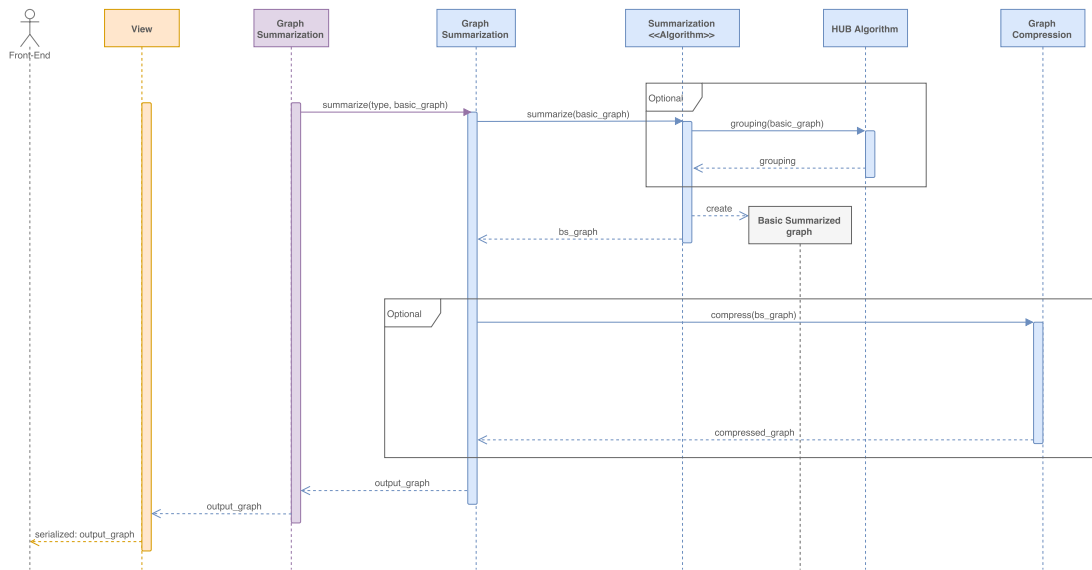 Front-End
View
Graph
Summarization
Graph
Summarization
Summarization
<<Algorithm>>
HUB Algorithm
Graph
Compression
Optional
summarize(type, basic_graph)
summarize(basic_graph)
grouping(basic_graph)
grouping
create
Basic Summarized
graph
bs_graph
Optional
compress(bs_graph)
compressed_graph
output_graph
output_graph
serialized: output_graph